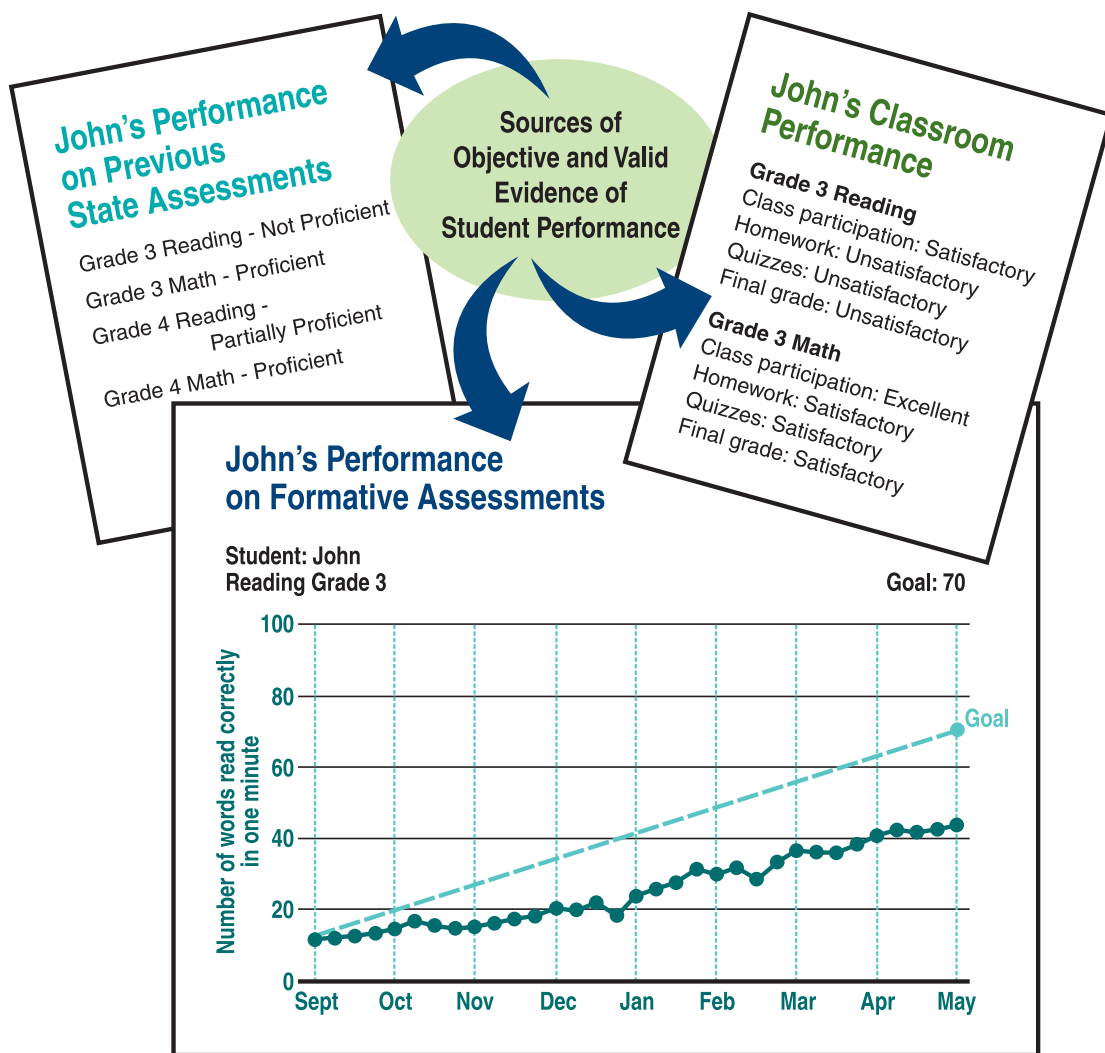 Sources of
Objective and Valid
Evidence of
Student Performance
John’s Performance
on Previous
State Assessments
Grade 3 Reading - Not Proficient
Grade 3 Math - Proficient
Grade 4 Reading -
Partially Proficient
Grade 4 Math - Proficient
John’s Classroom
Performance
Grade 3 Reading
Class participation: Satisfactory
Homework: Unsatisfactory
Quizzes: Unsatisfactory
Final grade: Unsatisfactory
Grade 3 Math
Class participation: Excellent
Homework: Satisfactory
Quizzes: Satisfactory
Final grade: Satisfactory
John’s Performance
on Formative Assessments
Student: John
Reading Grade 3
Goal: 70
Number of words read correctly
in one minute
100
80
60
40
20
0
Goal
Sept Oct Nov Dec Jan Feb Mar Apr May